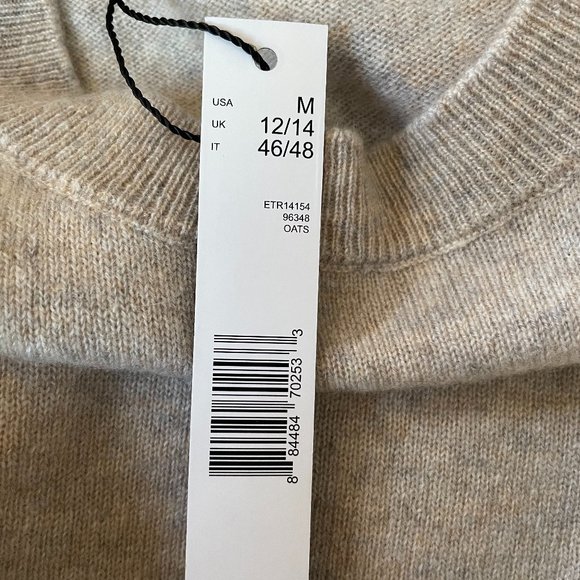 USA M
UK 12/14
IT 46/48
ETR14154
96348
OATS
8 84484 70253 3